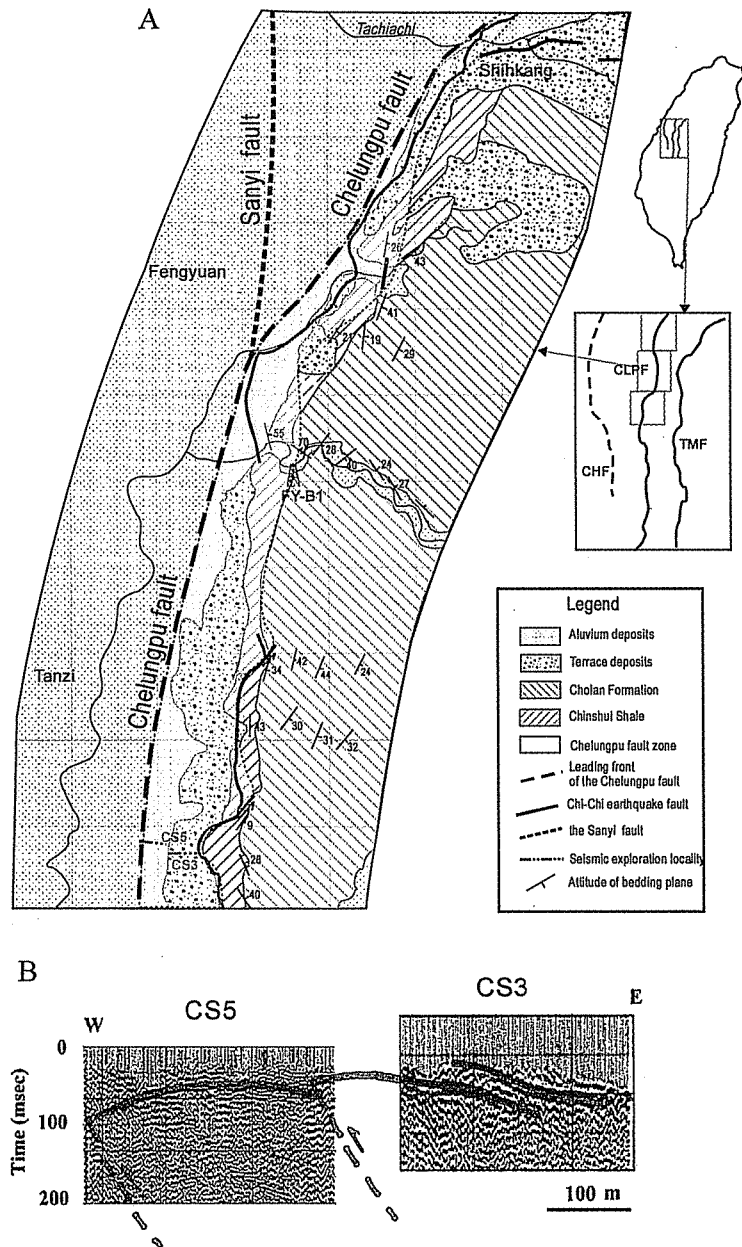 A
Tachiachl
Shihkang
Sanyi fault
Chelungpu fault
Fengyuan
26
43
41
21
19
29
55
70
28
40
24
27
FY-B1
Chelungpu fault
Tanzi
34
42
44
24
43
30
31
32
9
CS5
CS3
28
40
CLPF
CHF
TMF
Legend
Aluvium deposits
Terrace deposits
Cholan Formation
Chinshui Shale
Chelungpu fault zone
Leading front
of the Chelungpu fault
Chi-Chi earthquake fault
the Sanyi fault
Seismic exploration locality
Attitude of bedding plane
B
CS5
CS3
W
E
Time (msec)
0
100
200
100 m